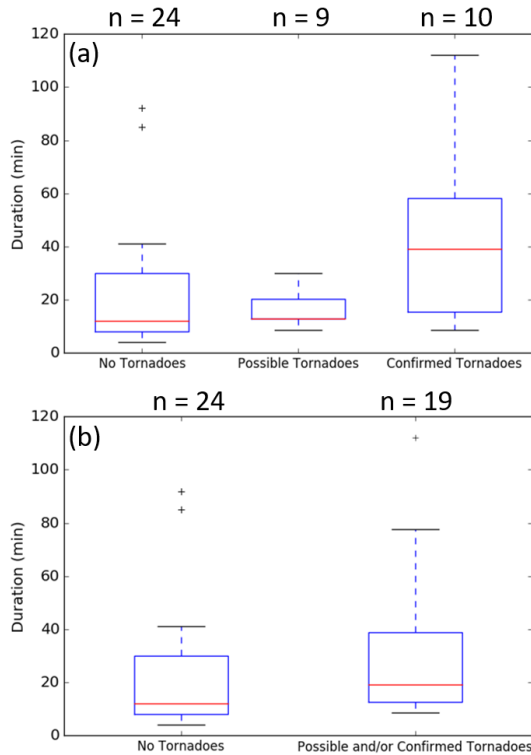 n = 24 n = 9 n = 10
(a)
120
100
80
60
40
20
0
Duration (min)
No Tornadoes Possible Tornadoes Confirmed Tornadoes
n = 24 n = 19
(b)
120
100
80
60
40
20
0
Duration (min)
No Tornadoes Possible and/or Confirmed Tornadoes